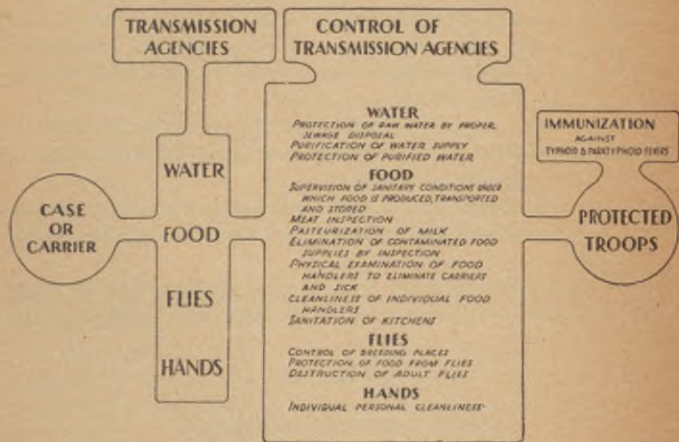 TRANSMISSION
AGENCIES
CONTROL OF
TRANSMISSION AGENCIES
CASE
OR
CARRIER
WATER
FOOD
FLIES
HANDS
WATER
PROTECTION OF RAW WATER BY PROPER
SEWAGE DISPOSAL
PURIFICATION OF WATER SUPPLY
PROTECTION OF PURIFIED WATER
FOOD
SUPERVISION OF SANITARY CONDITIONS UNDER
WHICH FOOD IS PRODUCED, TRANSPORTED
AND STORED
MEAT INSPECTION
PASTEURIZATION OF MILK
ELIMINATION OF CONTAMINATED FOOD
SUPPLIES BY INSPECTION
PHYSICAL EXAMINATION OF FOOD
HANDLERS TO ELIMINATE CARRIERS
AND SICK
CLEANLINESS OF INDIVIDUAL FOOD
HANDLERS
SANITATION OF KITCHENS
FLIES
CONTROL OF BREEDING PLACES
PROTECTION OF FOOD FROM FLIES
DESTRUCTION OF ADULT FLIES
HANDS
INDIVIDUAL PERSONAL CLEANLINESS
IMMUNIZATION
AGAINST
TYPHOID & PARATYPHOID FEVERS
PROTECTED
TROOPS